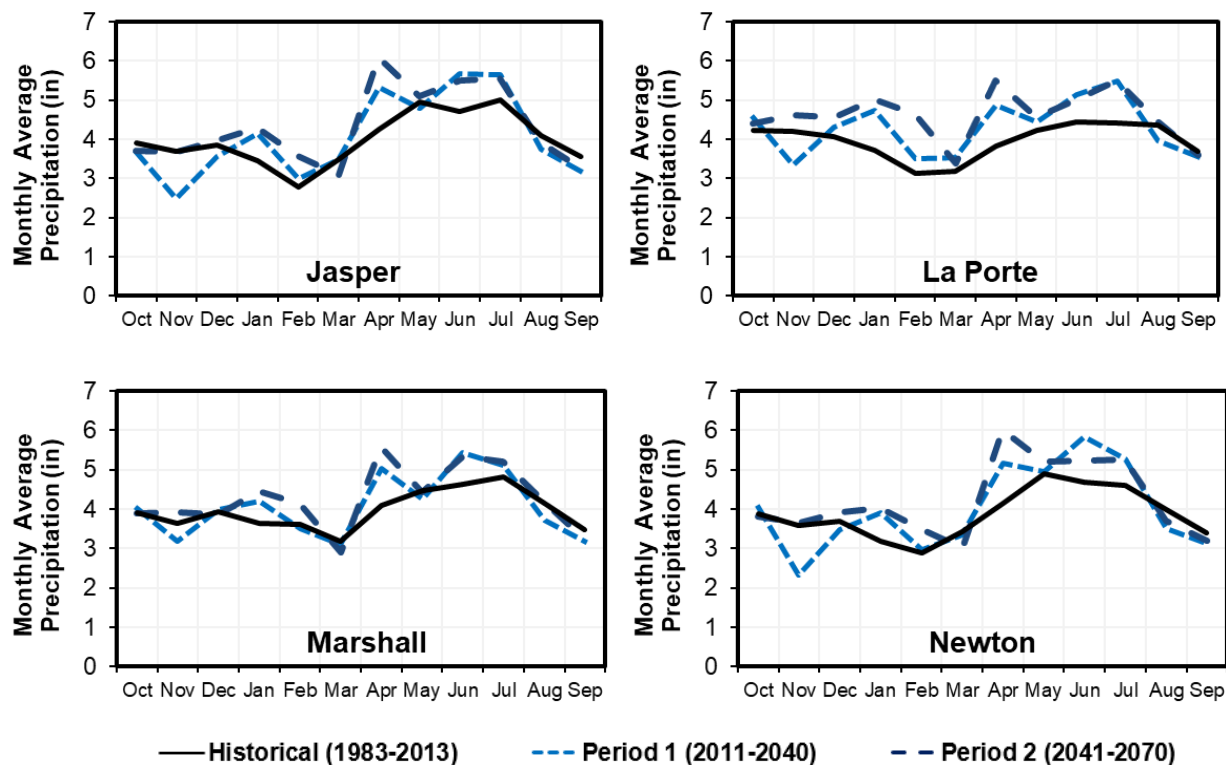 Monthly Average
Precipitation (in)
7
6
5
4
3
2
1
0
Jasper
Oct Nov Dec Jan Feb Mar Apr May Jun Jul Aug Sep
Monthly Average
Precipitation (in)
7
6
5
4
3
2
1
0
La Porte
Oct Nov Dec Jan Feb Mar Apr May Jun Jul Aug Sep
Monthly Average
Precipitation (in)
7
6
5
4
3
2
1
0
Marshall
Oct Nov Dec Jan Feb Mar Apr May Jun Jul Aug Sep
Monthly Average
Precipitation (in)
7
6
5
4
3
2
1
0
Newton
Oct Nov Dec Jan Feb Mar Apr May Jun Jul Aug Sep
Historical (1983-2013) Period 1 (2011-2040) Period 2 (2041-2070)